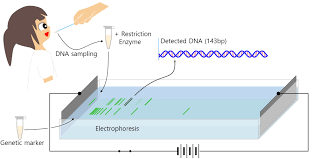 + Restriction
Enzyme
Detected DNA (143bp)
DNA sampling
Genetic marker
Electrophoresis